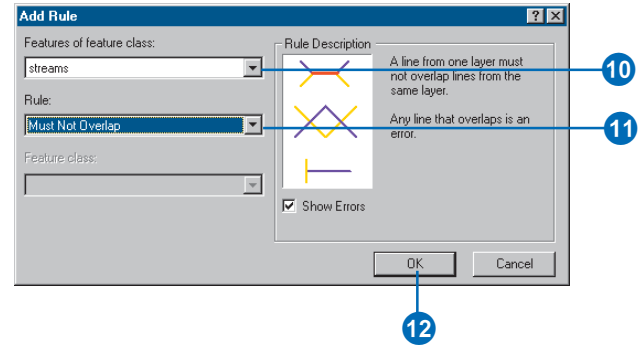 Add Rule
Features of feature class:
streams
Rule:
Must Not Overlap
Feature class:
Rule Description
A line from one layer must
not overlap lines from the
same layer.
Any line that overlaps is an
error.
Show Errors
OK
Cancel
10
11
12